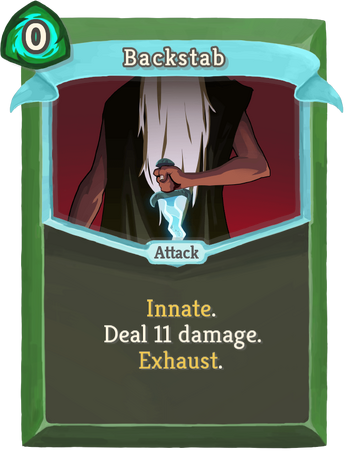 0
Backstab
Attack
Innate.
Deal 11 damage.
Exhaust.